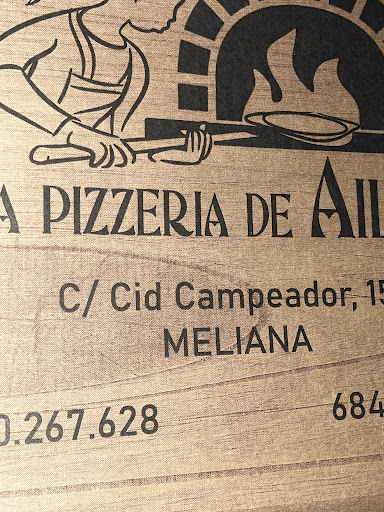 A PIZZERIA DE AIL
C/ Cid Campeador, 15
MELIANA
0.267.628 684